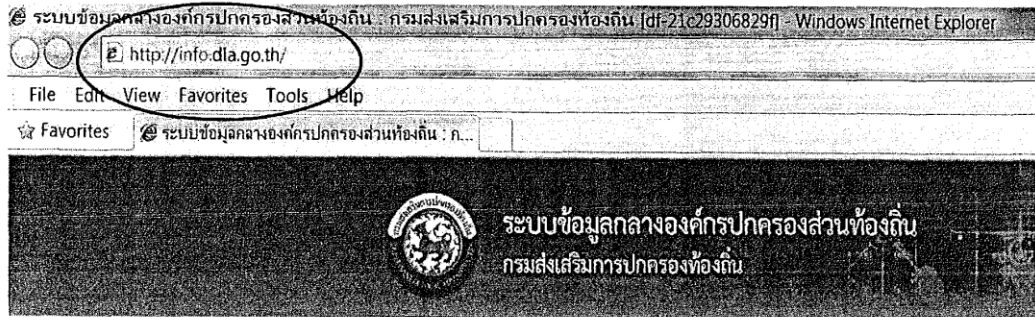 ระบบข้อมูลกลางองค์กรปกครองส่วนท้องถิ่น : กรมส่งเสริมการปกครองท้องถิ่น [df-21c29306829f] - Windows Internet Explorer
http://info.dla.go.th/
File Edit View Favorites Tools Help
Favorites ระบบข้อมูลกลางองค์กรปกครองส่วนท้องถิ่น : ก...
ระบบข้อมูลกลางองค์กรปกครองส่วนท้องถิ่น
กรมส่งเสริมการปกครองท้องถิ่น